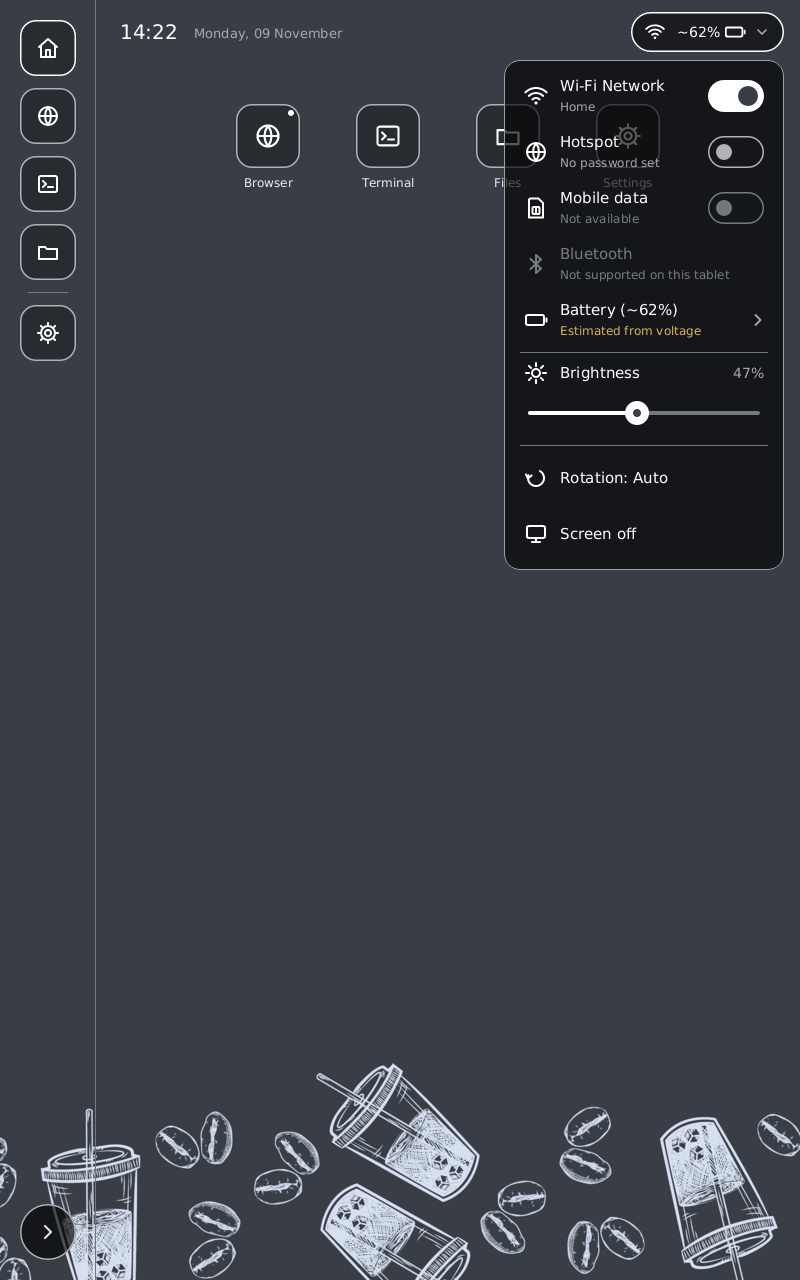 14:22 Monday, 09 November
~62%
Browser
Terminal
Files
Settings
Wi-Fi Network
Home
Hotspot
No password set
Mobile data
Not available
Bluetooth
Not supported on this tablet
Battery (~62%)
Estimated from voltage
Brightness 47%
Rotation: Auto
Screen off